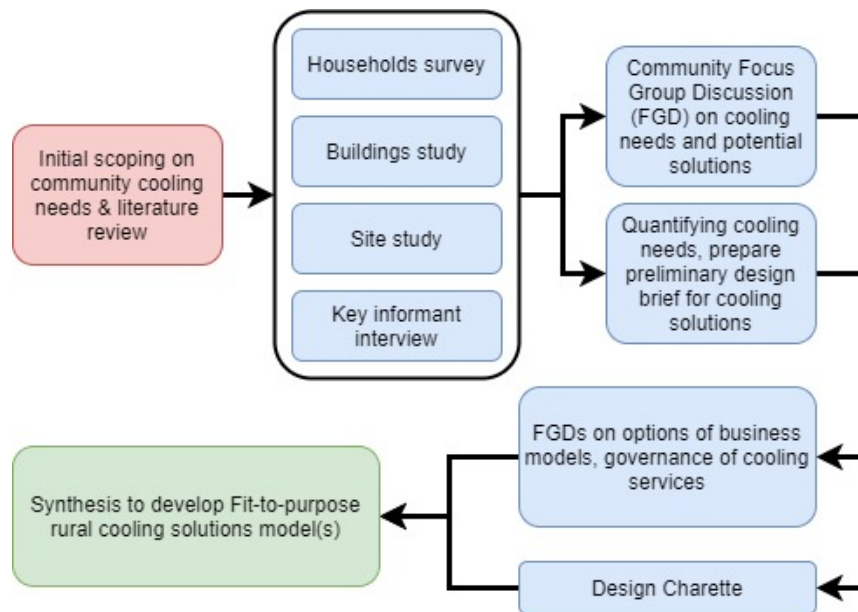 Initial scoping on
community cooling
needs & literature
review
Households survey
Buildings study
Site study
Key informant
interview
Community Focus
Group Discussion
(FGD) on cooling
needs and potential
solutions
Quantifying cooling
needs, prepare
preliminary design
brief for cooling
solutions
FGDs on options of business
models, governance of cooling
services
Design Charette
Synthesis to develop Fit-to-purpose
rural cooling solutions model(s)